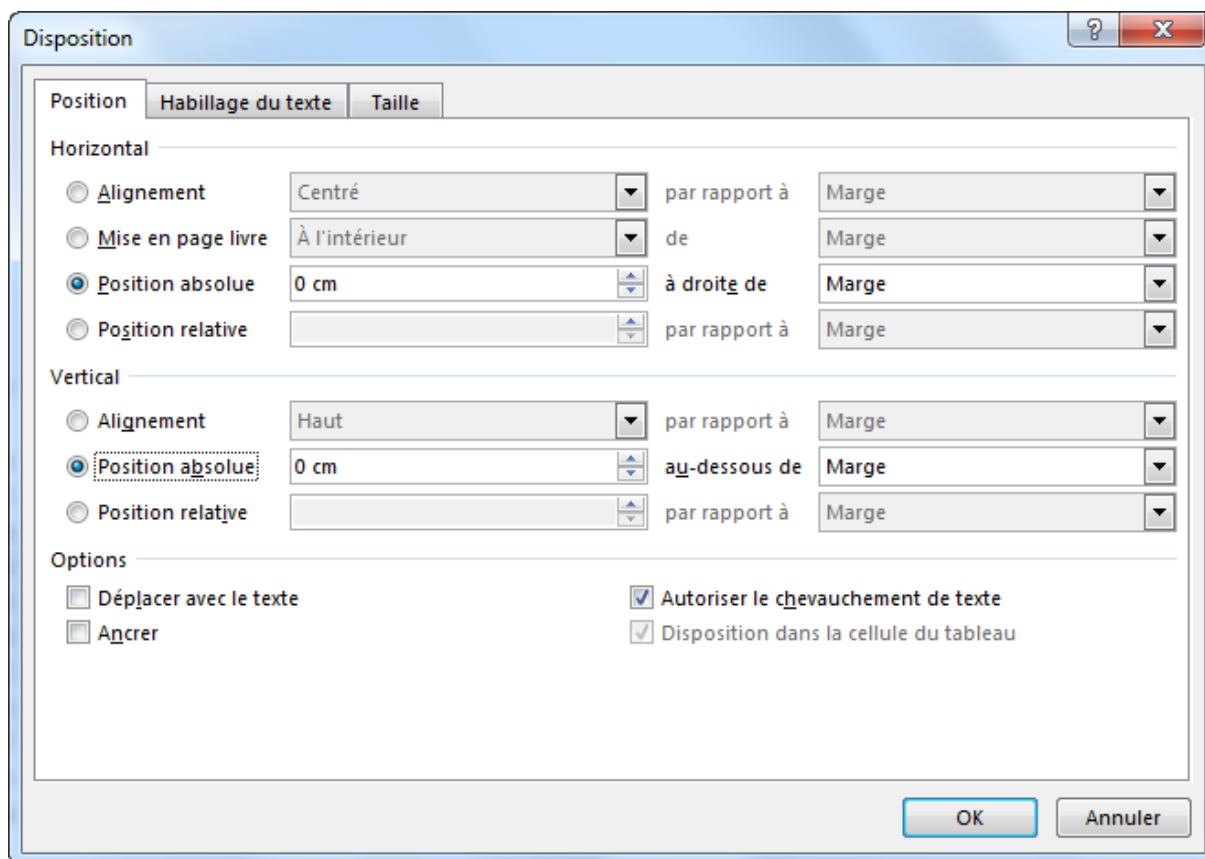 Disposition ?
Position Habillage du texte Taille
Horizontal
Alignement Centré par rapport à Marge
Mise en page livre À l'intérieur de Marge
Position absolue 0 cm à droite de Marge
Position relative par rapport à Marge
Vertical
Alignement Haut par rapport à Marge
Position absolue 0 cm au-dessous de Marge
Position relative par rapport à Marge
Options
Déplacer avec le texte Autoriser le chevauchement de texte
Ancrer Disposition dans la cellule du tableau
OK Annuler